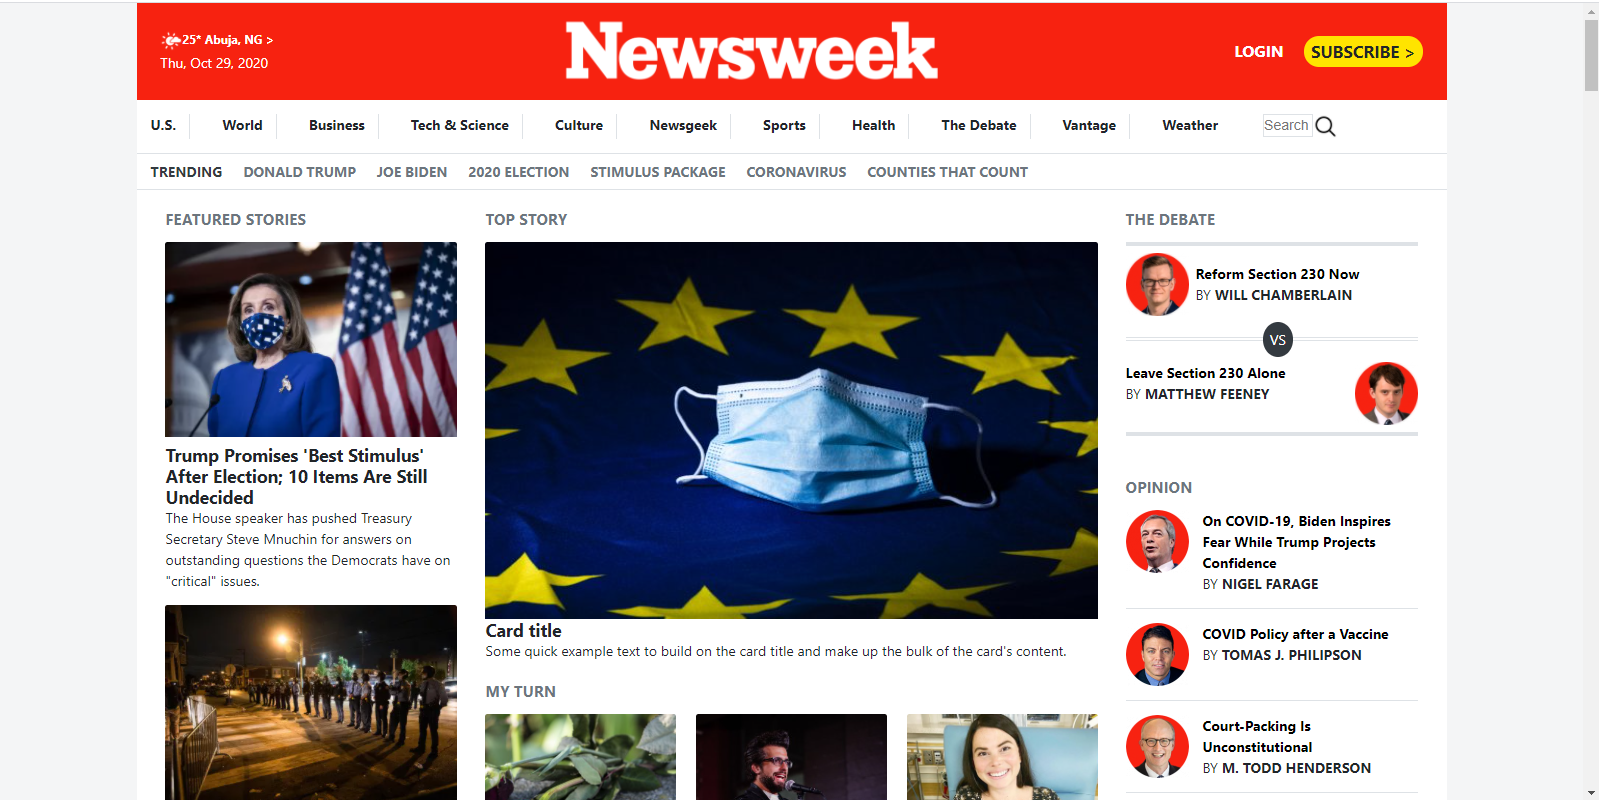 25* Abuja, NG >
Thu, Oct 29, 2020
Newsweek
LOGIN
SUBSCRIBE >
U.S.
World
Business
Tech & Science
Culture
Newsgeek
Sports
Health
The Debate
Vantage
Weather
Search
TRENDING
DONALD TRUMP
JOE BIDEN
2020 ELECTION
STIMULUS PACKAGE
CORONAVIRUS
COUNTIES THAT COUNT
FEATURED STORIES
Trump Promises 'Best Stimulus'
After Election; 10 Items Are Still
Undecided
The House speaker has pushed Treasury
Secretary Steve Mnuchin for answers on
outstanding questions the Democrats have on
"critical" issues.
TOP STORY
Card title
Some quick example text to build on the card title and make up the bulk of the card's content.
MY TURN
THE DEBATE
Reform Section 230 Now
BY WILL CHAMBERLAIN
VS
Leave Section 230 Alone
BY MATTHEW FEENEY
OPINION
On COVID-19, Biden Inspires
Fear While Trump Projects
Confidence
BY NIGEL FARAGE
COVID Policy after a Vaccine
BY TOMAS J. PHILIPSON
Court-Packing Is
Unconstitutional
BY M. TODD HENDERSON